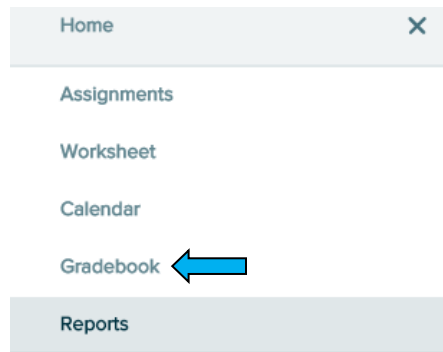 Home
Assignments
Worksheet
Calendar
Gradebook
Reports